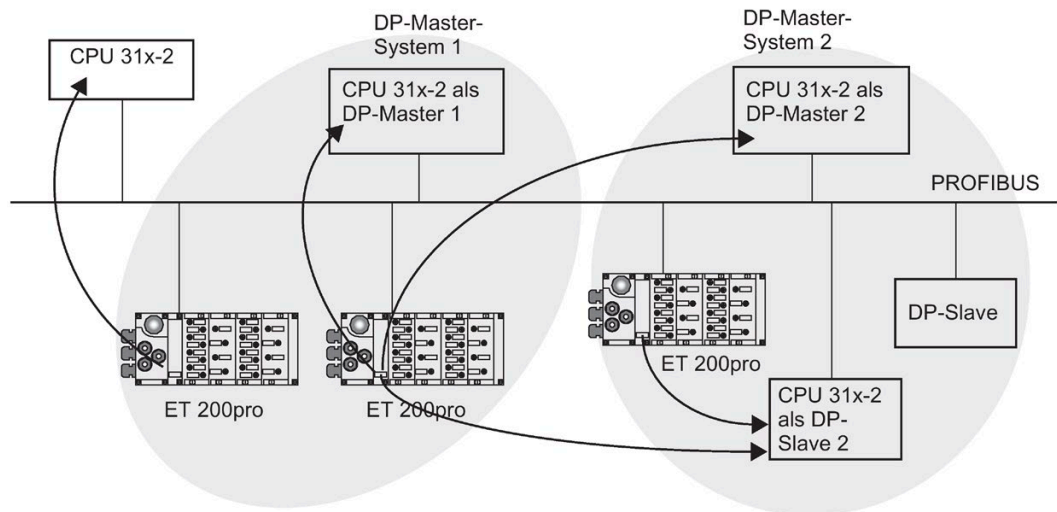 DP-Master-
System 1
DP-Master-
System 2
CPU 31x-2
CPU 31x-2 als
DP-Master 1
CPU 31x-2 als
DP-Master 2
PROFIBUS
ET 200pro
ET 200pro
ET 200pro
DP-Slave
CPU 31x-2
als DP-
Slave 2